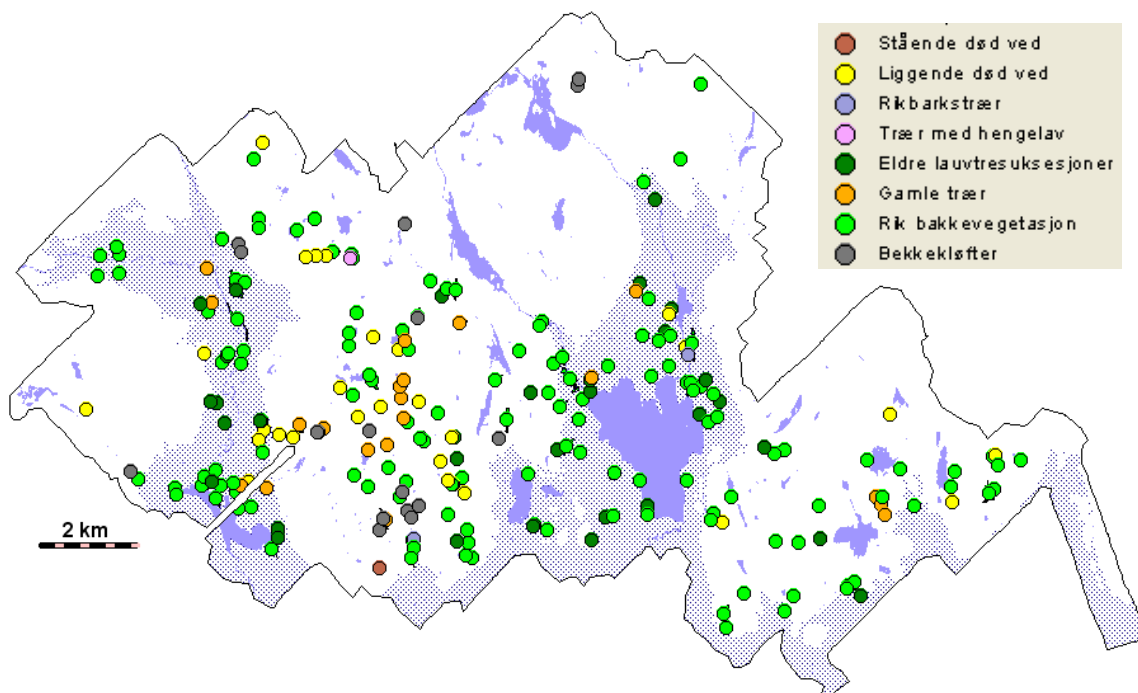 Stående død ved
Liggende død ved
Rikbarkstrær
Trær med hengelav
Eldre lauvtresuksesjoner
Gamle trær
Rik bakkevegetasjon
Bekkekløfter
2 km